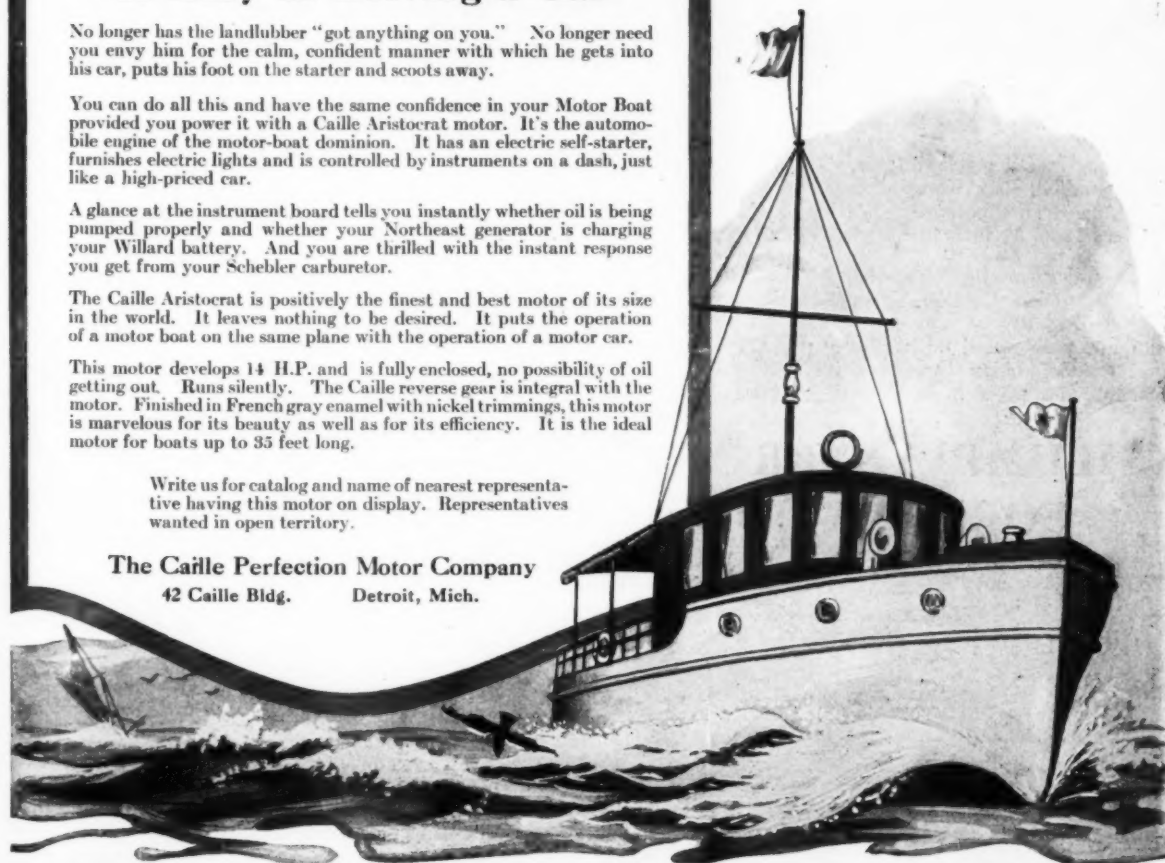 No longer has the landlubber "got anything on you." No longer need
you envy him for the calm, confident manner with which he gets into
his car, puts his foot on the starter and scoots away.
You can do all this and have the same confidence in your Motor Boat
provided you power it with a Caille Aristocrat motor. It's the automo-
bile engine of the motor-boat dominion. It has an electric self-starter,
furnishes electric lights and is controlled by instruments on a dash, just
like a high-priced car.
A glance at the instrument board tells you instantly whether oil is being
pumped properly and whether your Northeast generator is charging
your Willard battery. And you are thrilled with the instant response
you get from your Schebler carburetor.
The Caille Aristocrat is positively the finest and best motor of its size
in the world. It leaves nothing to be desired. It puts the operation
of a motor boat on the same plane with the operation of a motor car.
This motor develops 14 H.P. and is fully enclosed, no possibility of oil
getting out. Runs silently. The Caille reverse gear is integral with the
motor. Finished in French gray enamel with nickel trimmings, this motor
is marvelous for its beauty as well as for its efficiency. It is the ideal
motor for boats up to 35 feet long.
Write us for catalog and name of nearest representa-
tive having this motor on display. Representatives
wanted in open territory.
The Caille Perfection Motor Company
42 Caille Bldg. Detroit, Mich.